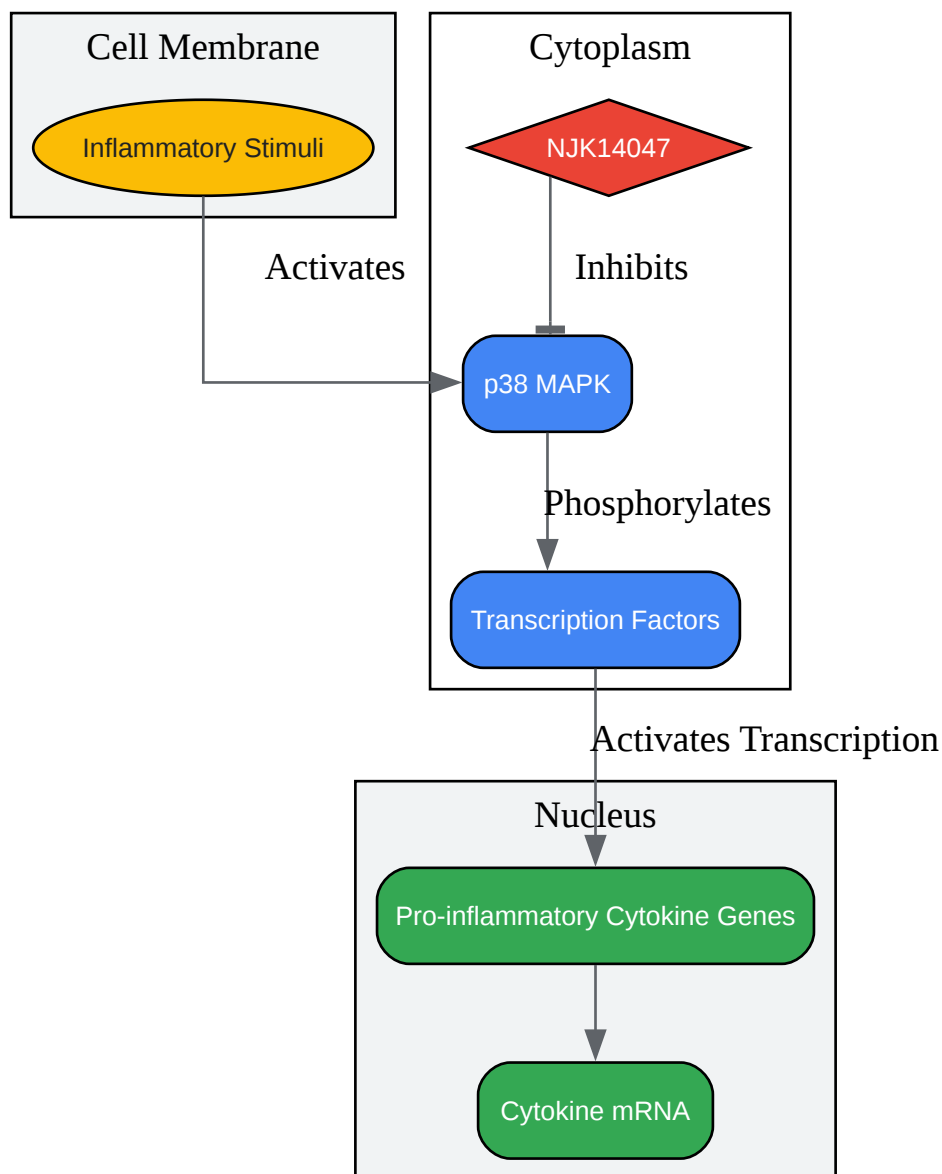 Cell Membrane
Inflammatory Stimuli
Cytoplasm
NJK14047
Activates
Inhibits
p38 MAPK
Phosphorylates
Transcription Factors
Activates Transcription
Nucleus
Pro-inflammatory Cytokine Genes
Cytokine mRNA